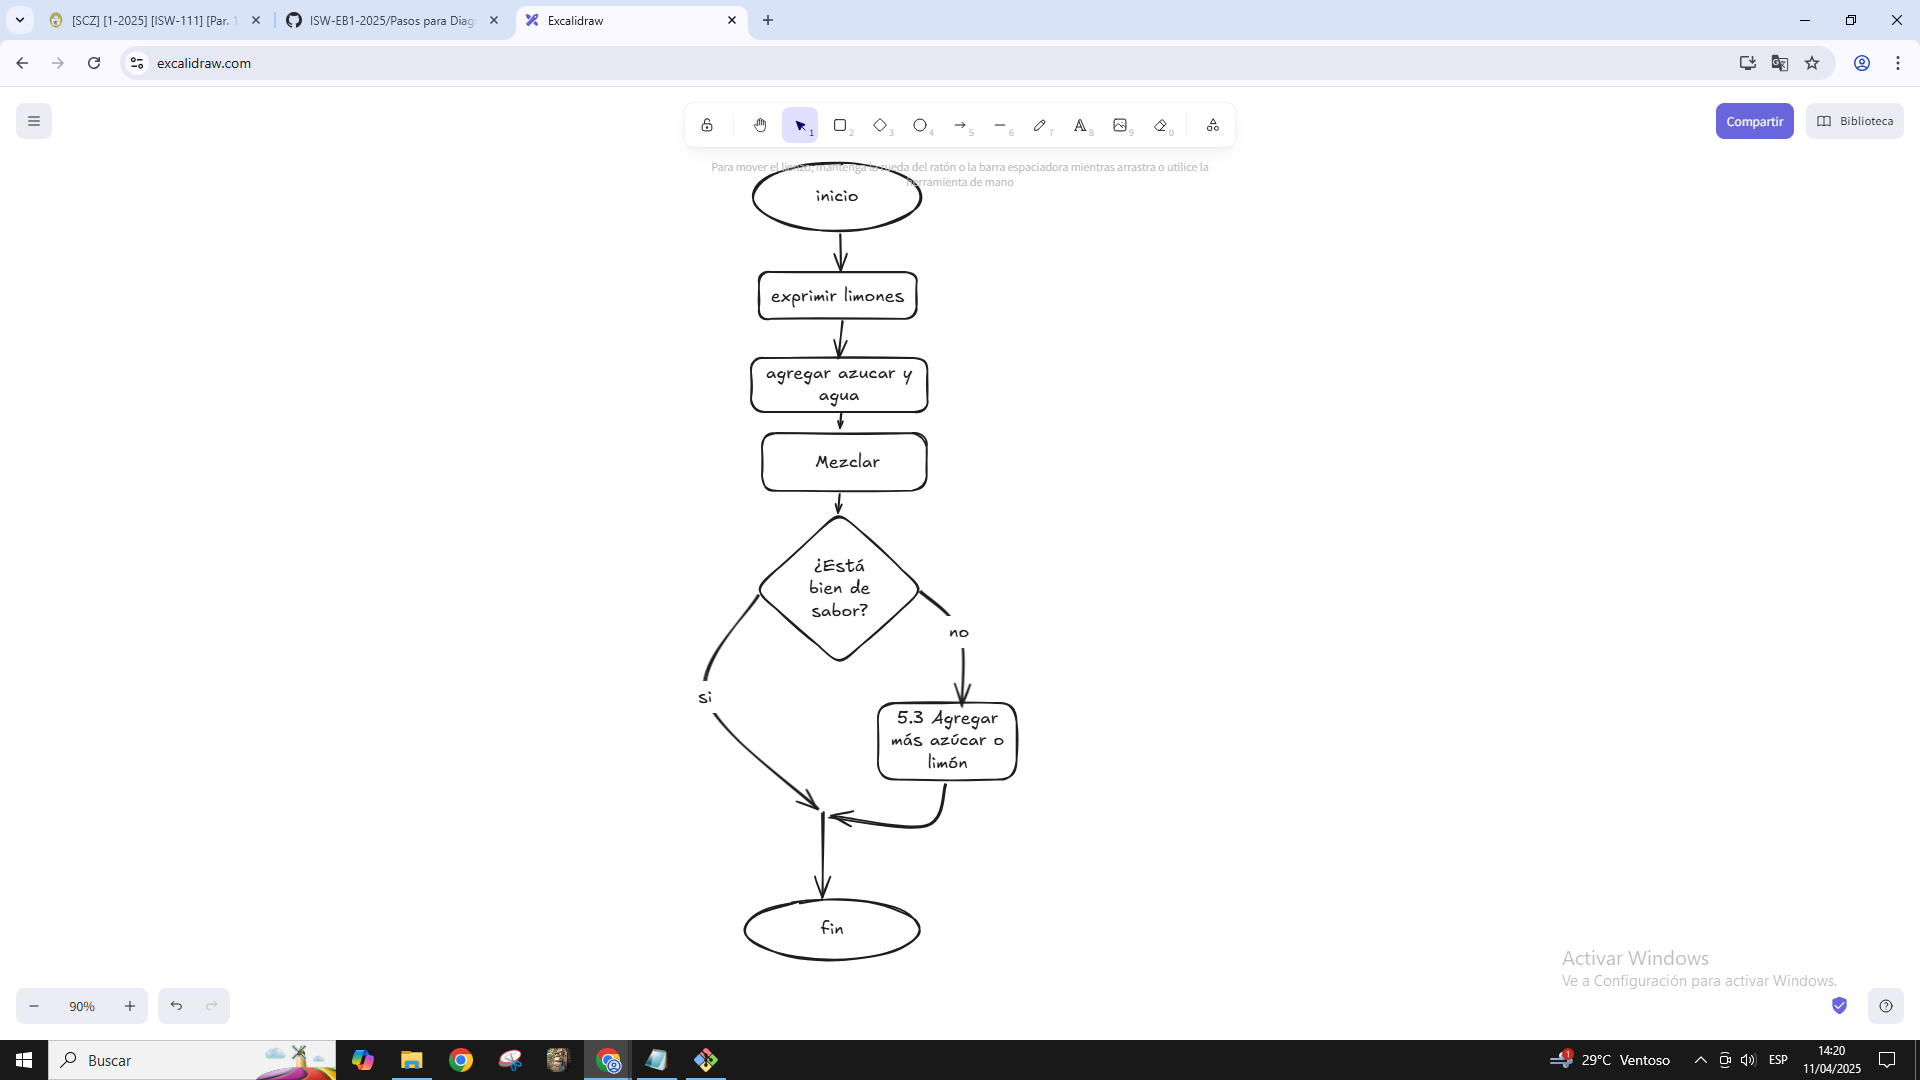 [SCZ] [1-2025] [ISW-111] [Par. 1
ISW-EB1-2025/Pasos para Diag
Excalidraw
excalidraw.com
1
2
3
4
5
6
7
8
9
0
Compartir
Biblioteca
Para mover el lienzo, mantenga la rueda del ratón o la barra espaciadora mientras arrastra o utilice la
herramienta de mano
inicio
exprimir limones
agregar azucar y
agua
Mezclar
¿Está
bien de
sabor?
no
si
5.3 Agregar
más azúcar o
limón
fin
Activar Windows
Ve a Configuración para activar Windows.
90%
Buscar
1
29°C Ventoso
ESP
14:20
11/04/2025